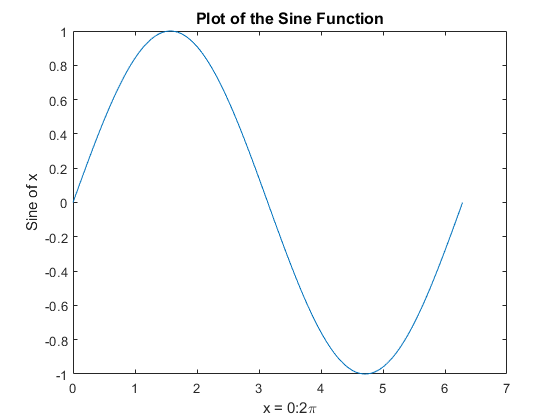 Plot of the Sine Function
1
0.8
0.6
0.4
0.2
0
-0.2
-0.4
-0.6
-0.8
-1
Sine of x
0 1 2 3 4 5 6 7
x = 0:2π